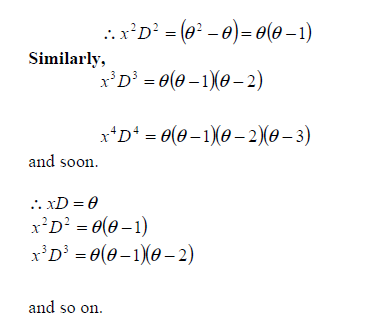 ∴ x²D² = (θ² − θ) = θ(θ − 1)
Similarly,
x³D³ = θ(θ − 1)(θ − 2)
x⁴D⁴ = θ(θ − 1)(θ − 2)(θ − 3)
and soon.
∴ xD = θ
x²D² = θ(θ − 1)
x³D³ = θ(θ − 1)(θ − 2)
and so on.